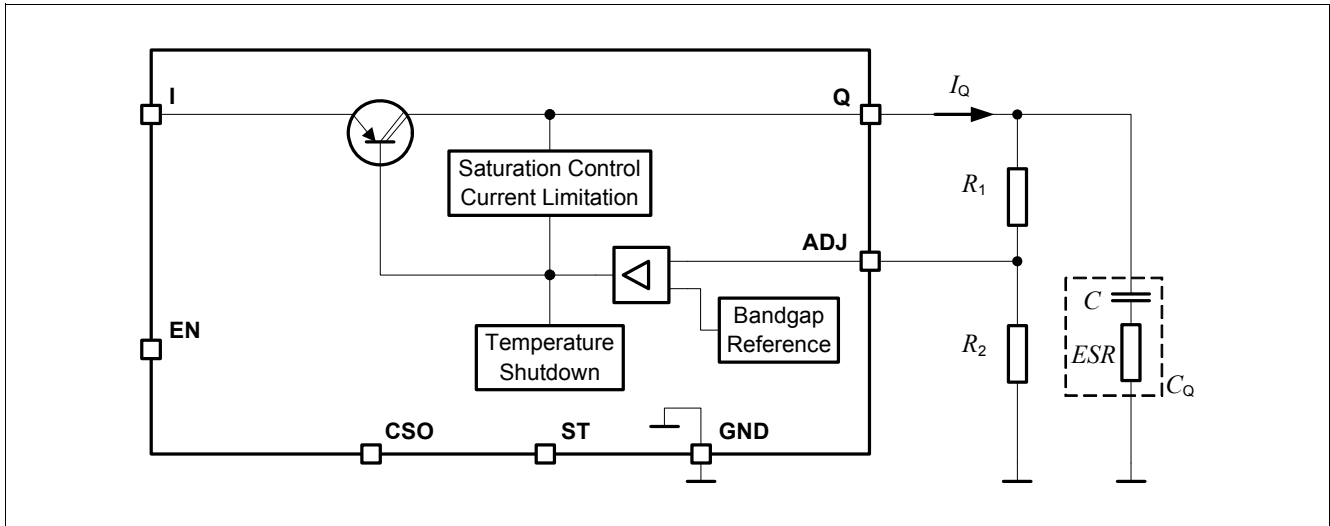 I
Q
I_Q
Saturation Control
Current Limitation
R_1
ADJ
C
Bandgap
Reference
EN
Temperature
Shutdown
R_2
ESR
C_Q
CSO
ST
GND